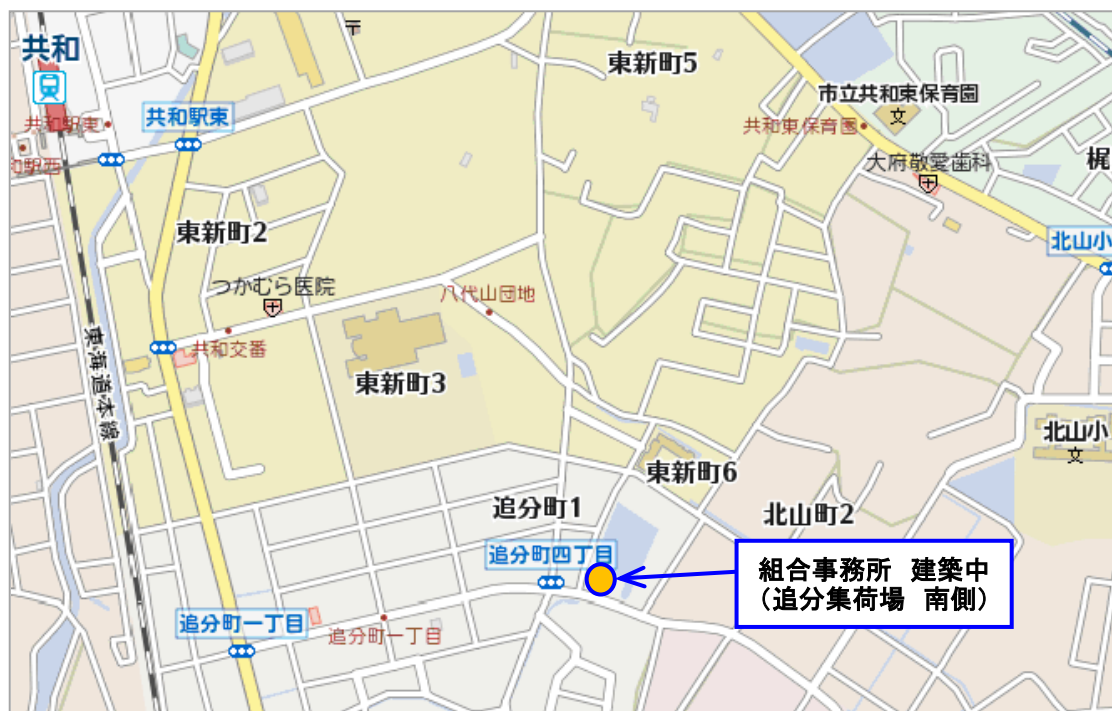 〒
共和
東新町5
市立共和東保育園
文
共和駅東
共和駅東
共和東保育園
和駅西
大府敬愛歯科
梶
東新町2
北山小
つかむら医院
八代山団地
共和交番
東海道本線
東新町3
北山小
文
東新町6
追分町1
北山町2
追分町四丁目
組合事務所 建築中
（追分集荷場 南側）
追分町一丁目
追分町一丁目